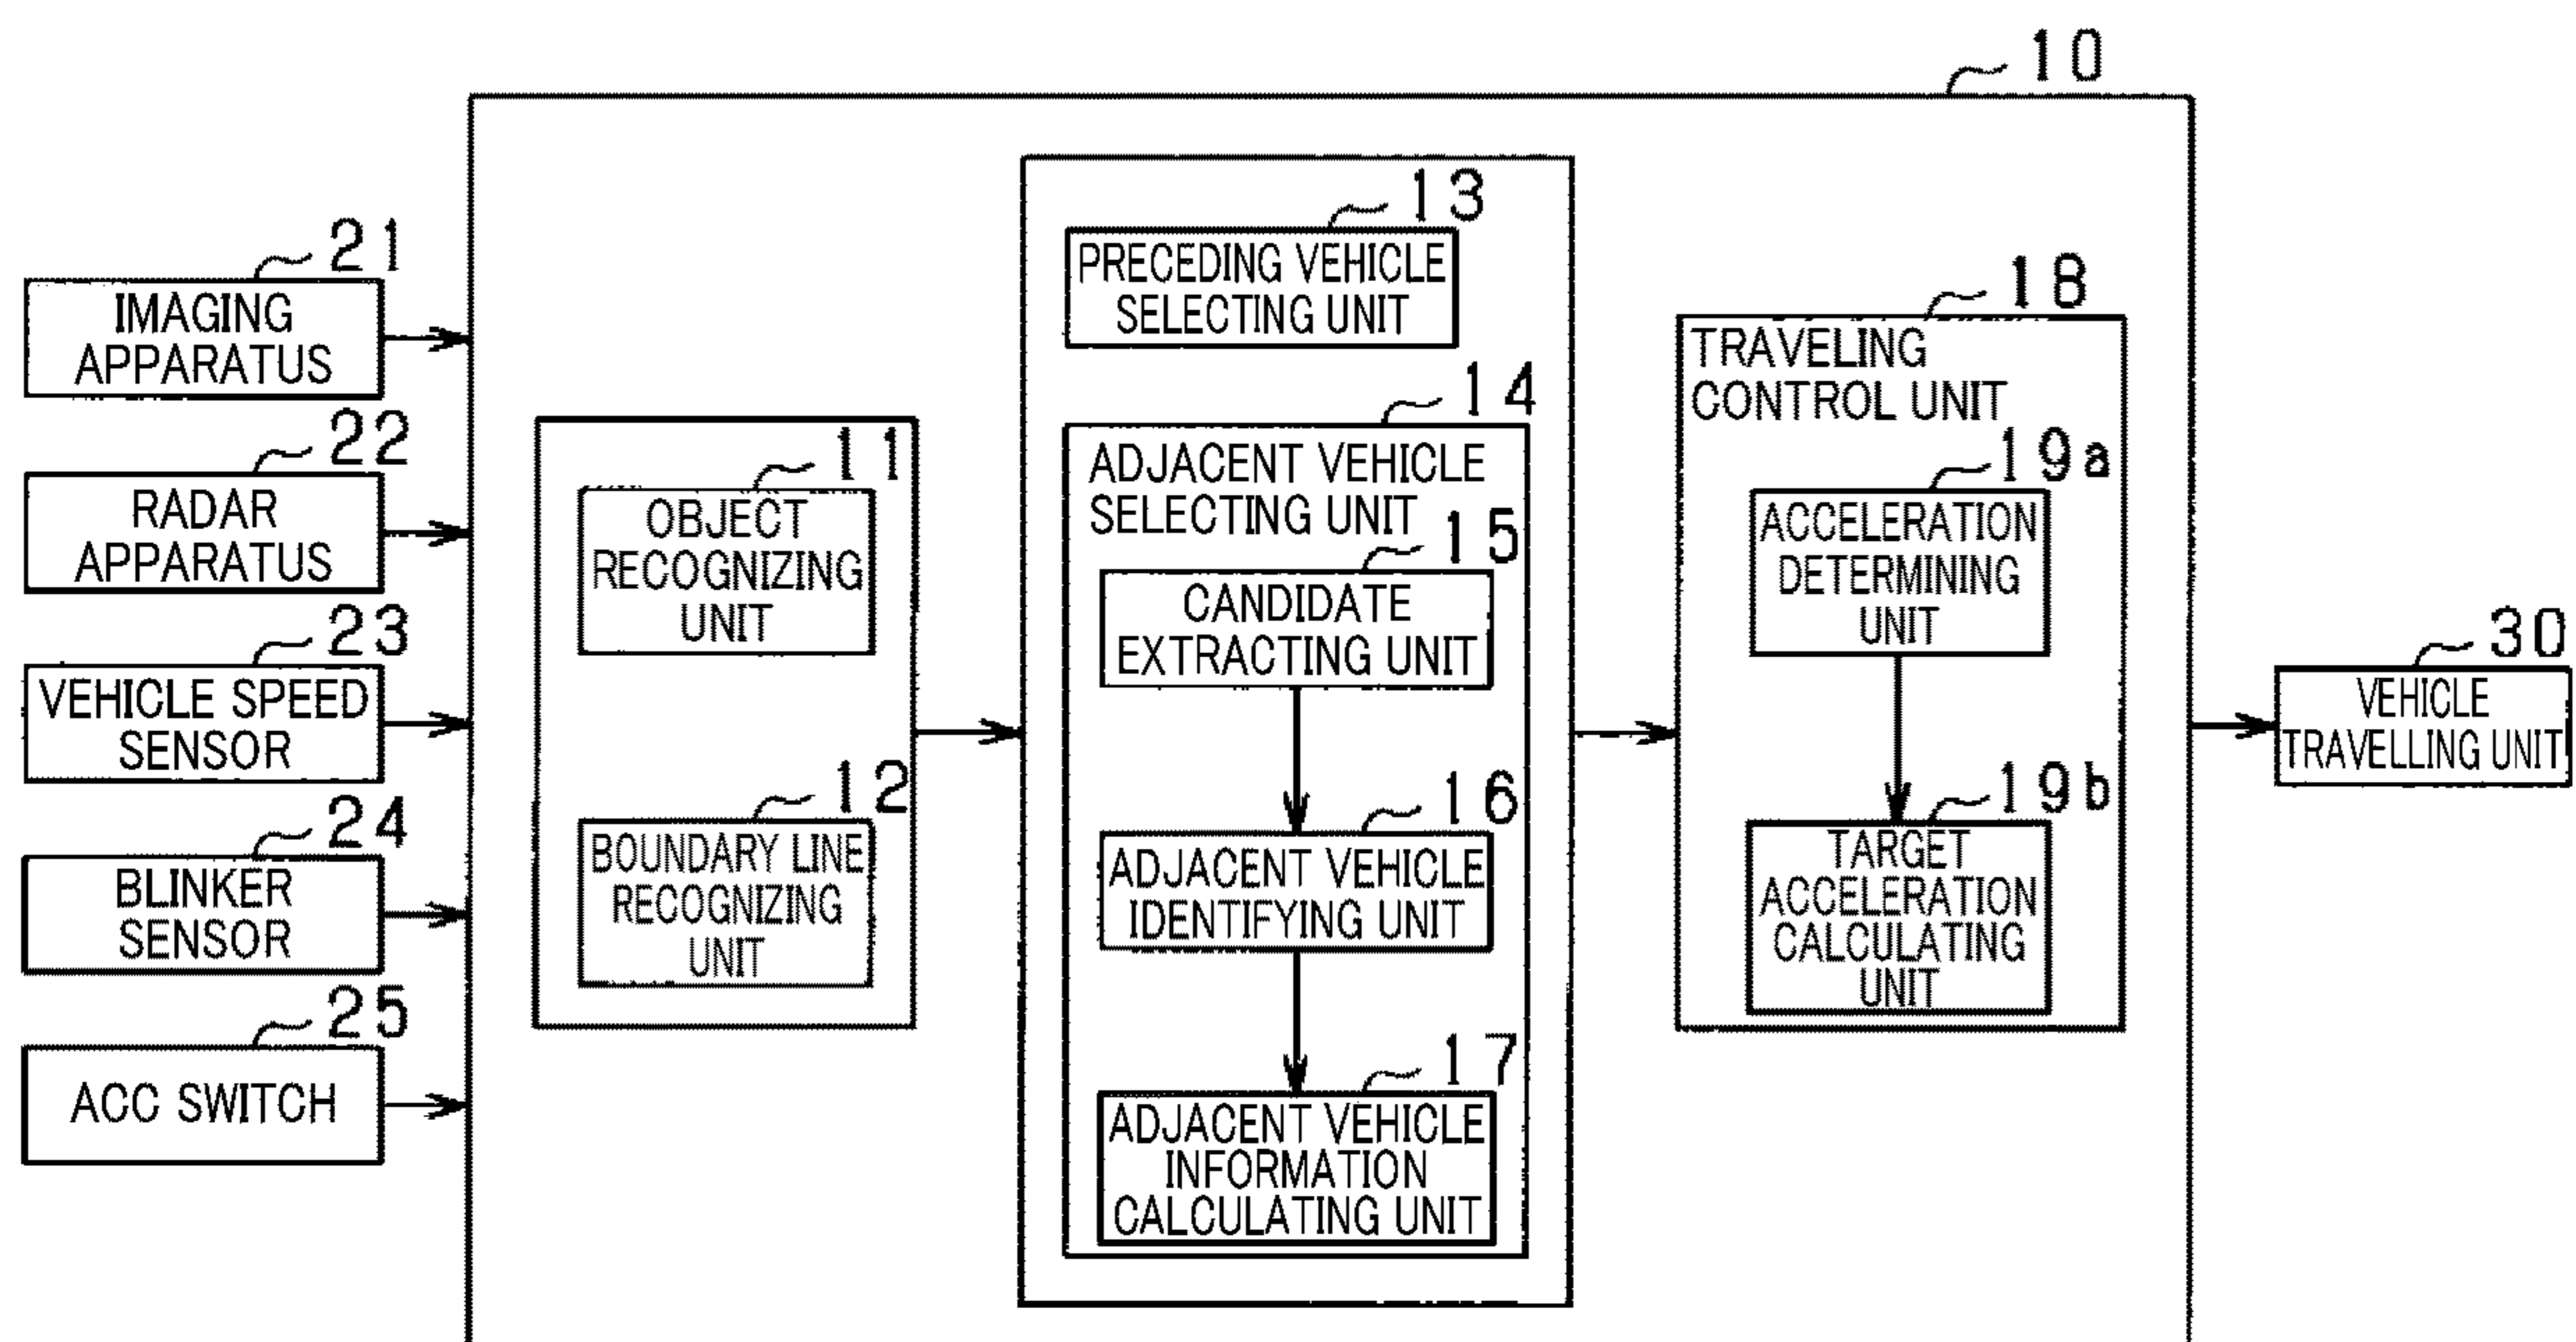 10
21
IMAGING
APPARATUS
22
RADAR
APPARATUS
23
VEHICLE SPEED
SENSOR
24
BLINKER
SENSOR
25
ACC SWITCH
11
OBJECT
RECOGNIZING
UNIT
12
BOUNDARY LINE
RECOGNIZING
UNIT
13
PRECEDING VEHICLE
SELECTING UNIT
14
ADJACENT VEHICLE
SELECTING UNIT
15
CANDIDATE
EXTRACTING UNIT
16
ADJACENT VEHICLE
IDENTIFYING UNIT
17
ADJACENT VEHICLE
INFORMATION
CALCULATING UNIT
18
TRAVELING
CONTROL UNIT
19a
ACCELERATION
DETERMINING
UNIT
19b
TARGET
ACCELERATION
CALCULATING
UNIT
30
VEHICLE
TRAVELLING UNIT